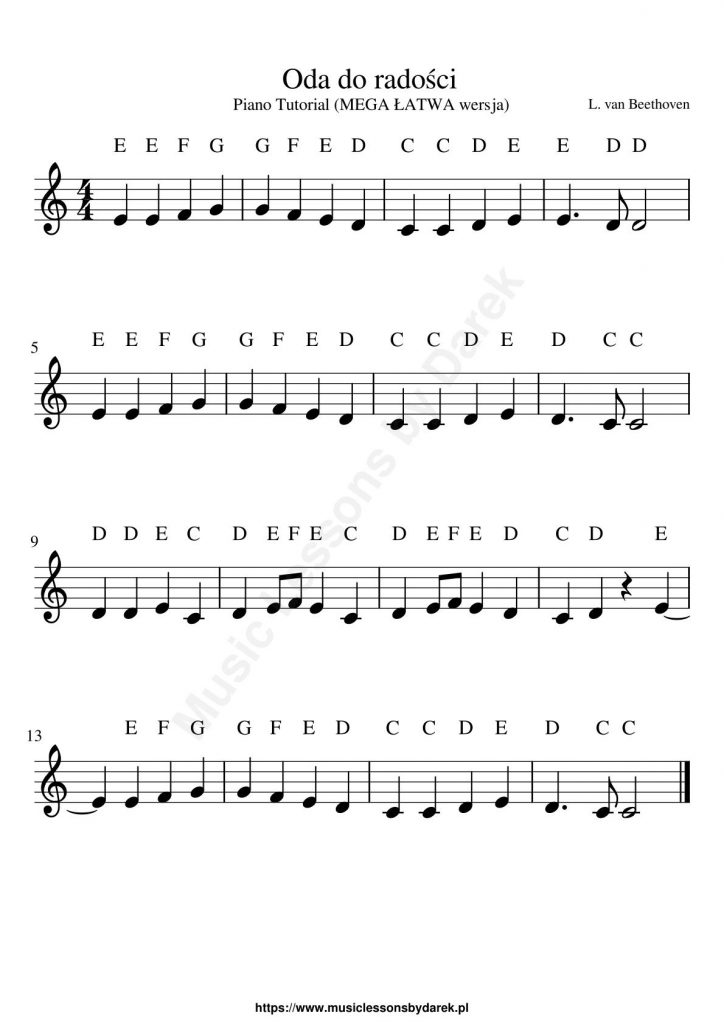 Oda do radości
Piano Tutorial (MEGA ŁATWA wersja)
L. van Beethoven
E E F G G F E D C C D E E D D
4
4
5
E E F G G F E D C C D E D C C
9
D D E C D E F E C D E F E D C D E
13
E F G G F E D C C D E D C C
Music Lessons by Darek
https://www.musiclessonsbydarek.pl